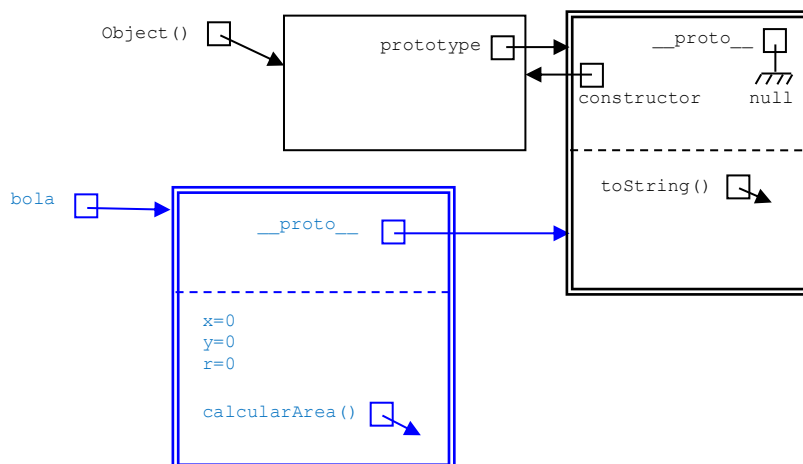 Object()
prototype
__proto__
constructor
null
toString()
bola
__proto__
x=0
y=0
r=0
calcularArea()